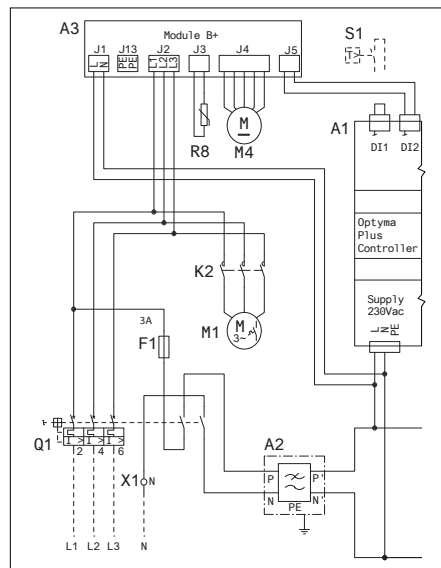 A3
Module B+
S1
J1
J13
J2
J3
J4
J5
L
N
PE
PE
L1
L2
L3
T>
A1
M
R8
M4
DI1
DI2
Optyma
Plus
Controller
K2
Supply
230Vac
3A
F1
M1
M
3~
L
N
PE
Q1
I >
I >
I >
2
4
6
A2
X1
N
P
P'
N
N'
PE
L1
L2
L3
N